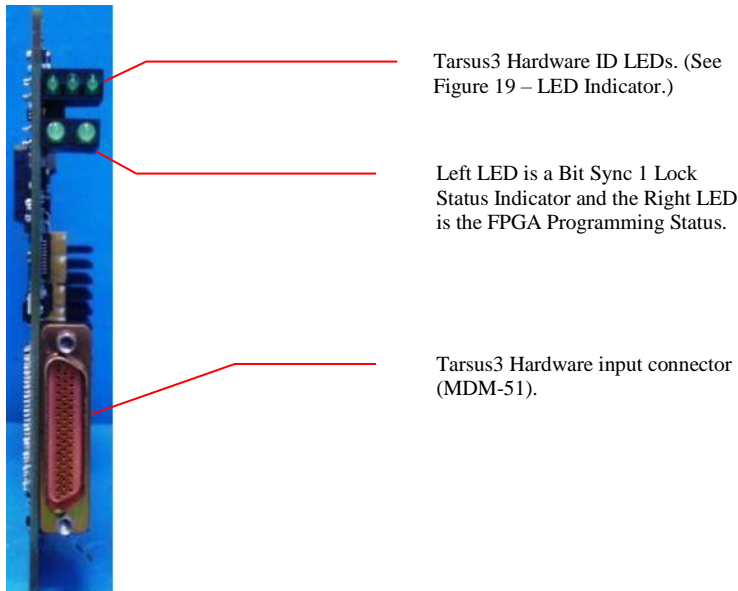 Tarsus3 Hardware ID LEDs. (See
Figure 19 – LED Indicator.)
Left LED is a Bit Sync 1 Lock
Status Indicator and the Right LED
is the FPGA Programming Status.
Tarsus3 Hardware input connector
(MDM-51).